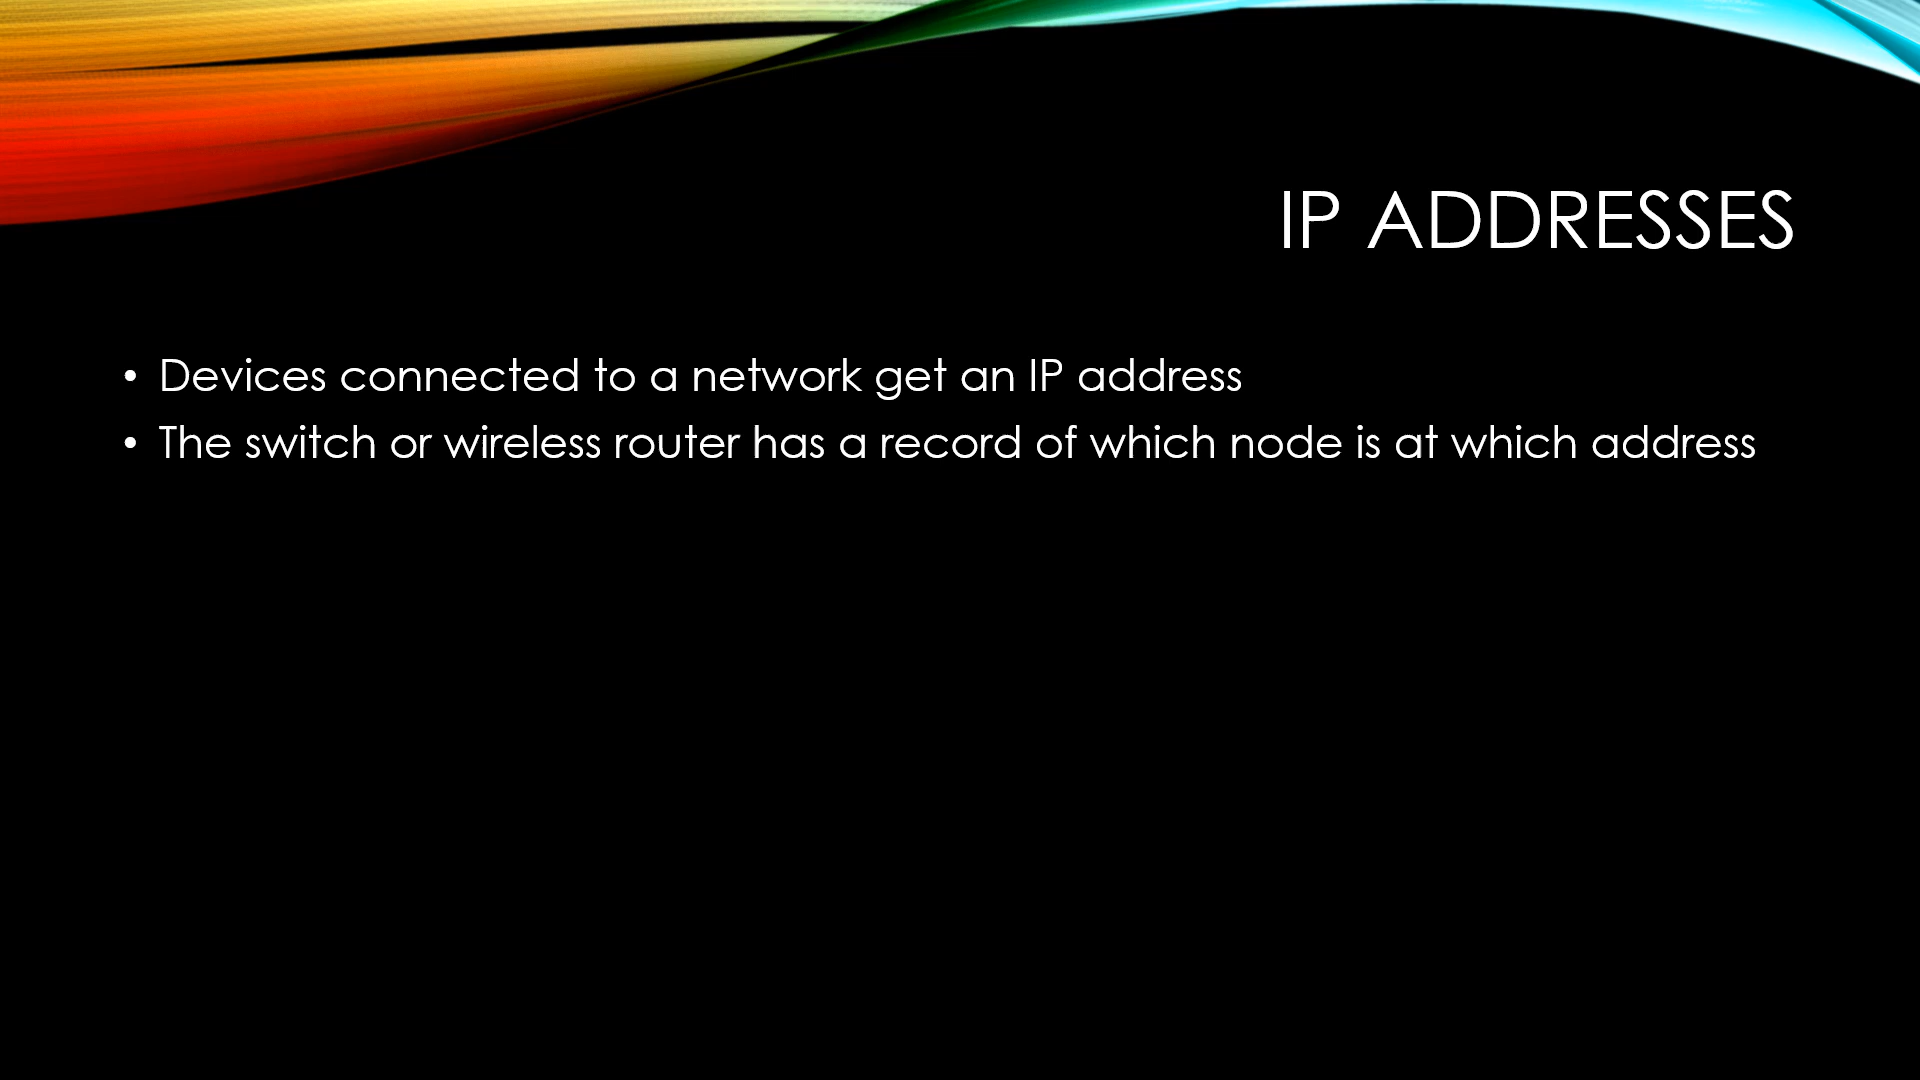 IP ADDRESSES
• Devices connected to a network get an IP address
• The switch or wireless router has a record of which node is at which address